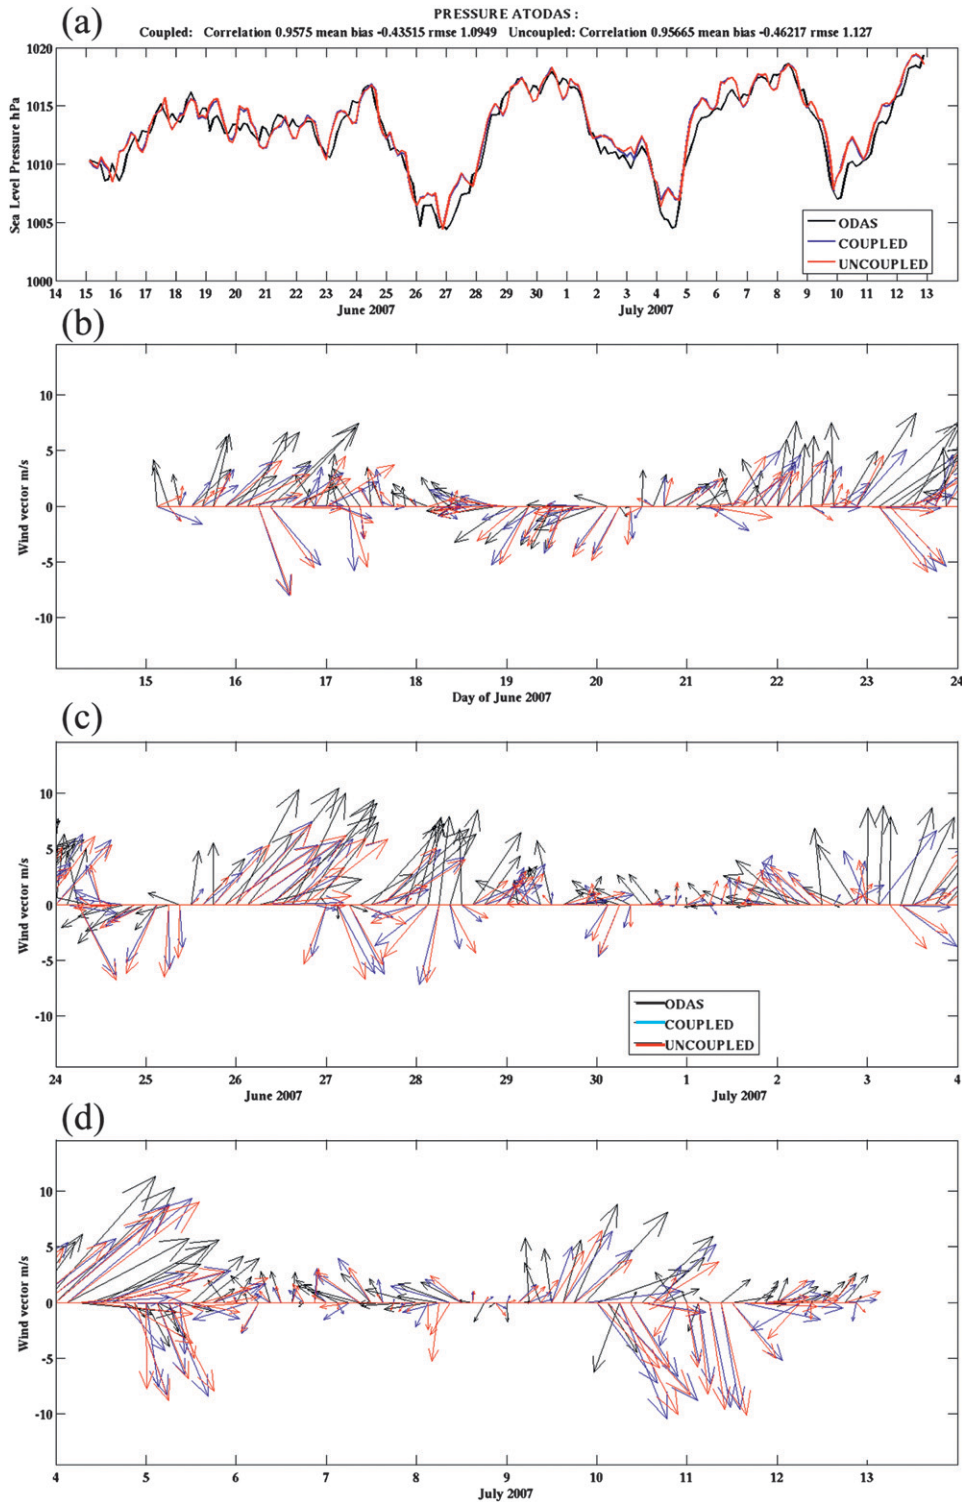 (a)
PRESSURE ATODAS :
Coupled: Correlation 0.9575 mean bias -0.43515 rmse 1.0949 Uncoupled: Correlation 0.95665 mean bias -0.46217 rmse 1.127
Sea Level Pressure hPa
1020
1015
1010
1005
1000
ODAS
COUPLED
UNCOUPLED
14 15 16 17 18 19 20 21 22 23 24 25 26 27 28 29 30 1 2 3 4 5 6 7 8 9 10 11 12 13
June 2007 July 2007
(b)
Wind vector m/s
10
5
0
-5
-10
15 16 17 18 19 20 21 22 23 24
Day of June 2007
(c)
Wind vector m/s
10
5
0
-5
-10
ODAS
COUPLED
UNCOUPLED
24 25 26 27 28 29 30 1 2 3 4
June 2007 July 2007
(d)
Wind vector m/s
10
5
0
-5
-10
4 5 6 7 8 9 10 11 12 13
July 2007